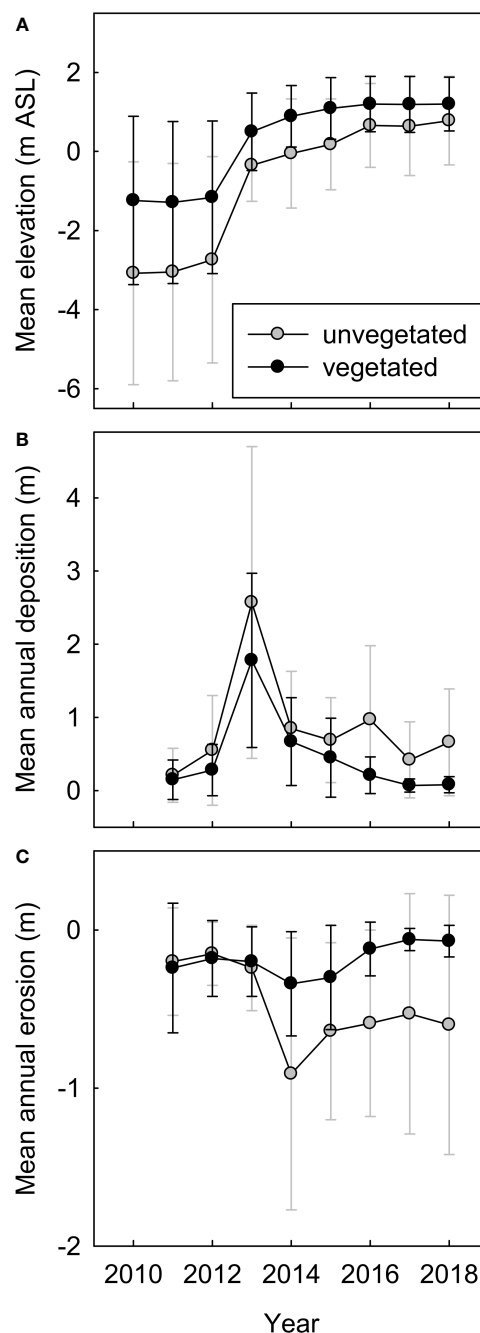 A
Mean elevation (m ASL)
2
0
-2
-4
-6
unvegetated
vegetated
B
Mean annual deposition (m)
4
3
2
1
0
C
Mean annual erosion (m)
0
-1
-2
2010 2012 2014 2016 2018
Year